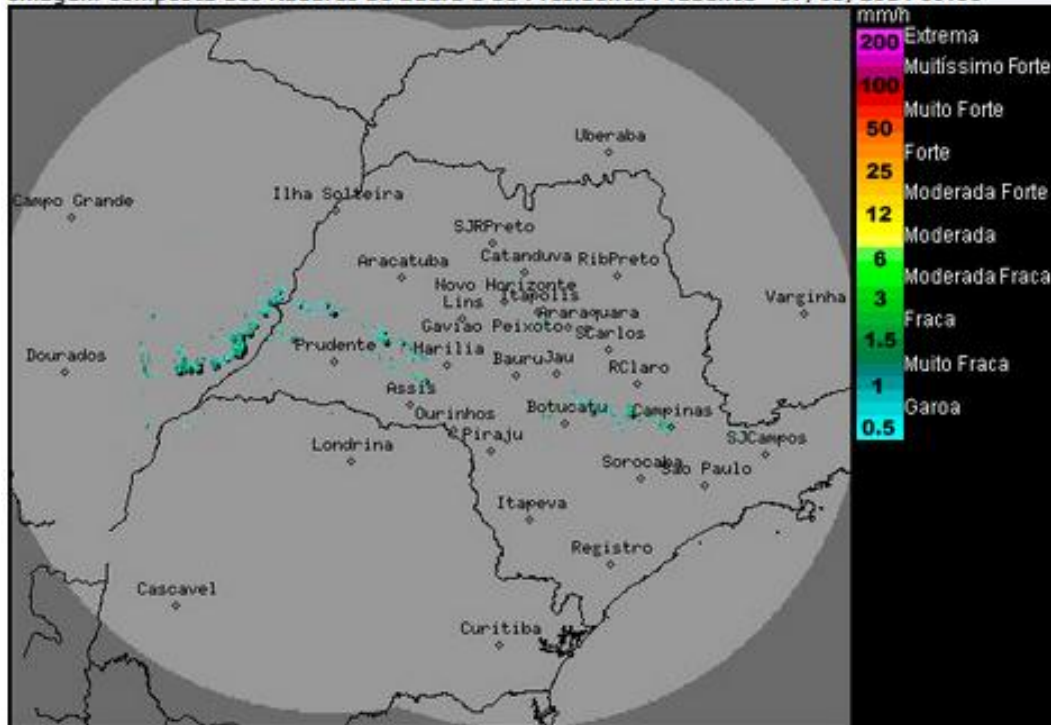 mm/h
200 Extrema
Muitíssimo Forte
100
Muito Forte
50
Forte
25
Moderada Forte
12
Moderada
6
Moderada Fraca
3
Fraca
1.5
Muito Fraca
1
Garoa
0.5
Uberaba
Campo Grande
Ilha Solteira
SJRPreto
Aracatuba
Catanduva
RibPreto
Novo Horizonte
Itapolis
Lins
Araraquara
Varginha
Gaviao Peixoto
SCarlos
Dourados
Prudente
Marilia
Bauru
Jau
RClaro
Assis
Ourinhos
Botucatu
Campinas
Piraju
SJCampos
Londrina
Sorocaba
Sao Paulo
Itapeva
Registro
Cascavel
Curitiba